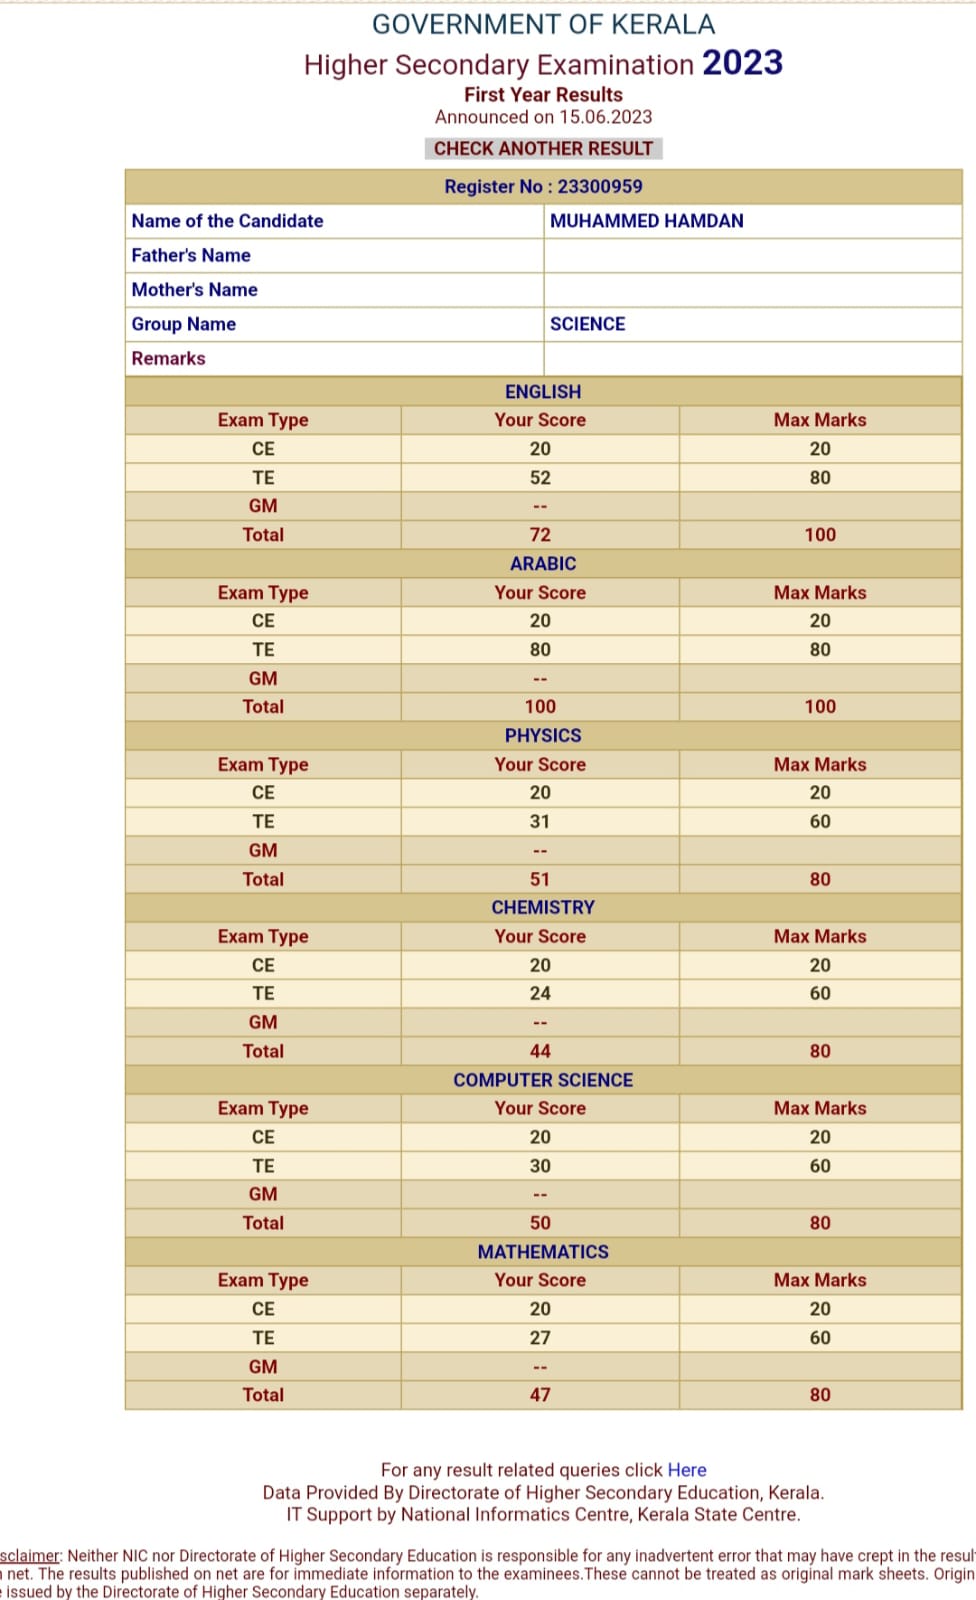 GOVERNMENT OF KERALA
Higher Secondary Examination 2023
First Year Results
Announced on 15.06.2023
CHECK ANOTHER RESULT
Register No : 23300959
Name of the Candidate MUHAMMED HAMDAN
Father's Name
Mother's Name
Group Name SCIENCE
Remarks
ENGLISH
Exam Type Your Score Max Marks
CE 20 20
TE 52 80
GM --
Total 72 100
ARABIC
Exam Type Your Score Max Marks
CE 20 20
TE 80 80
GM --
Total 100 100
PHYSICS
Exam Type Your Score Max Marks
CE 20 20
TE 31 60
GM --
Total 51 80
CHEMISTRY
Exam Type Your Score Max Marks
CE 20 20
TE 24 60
GM --
Total 44 80
COMPUTER SCIENCE
Exam Type Your Score Max Marks
CE 20 20
TE 30 60
GM --
Total 50 80
MATHEMATICS
Exam Type Your Score Max Marks
CE 20 20
TE 27 60
GM --
Total 47 80
For any result related queries click Here
Data Provided By Directorate of Higher Secondary Education, Kerala.
IT Support by National Informatics Centre, Kerala State Centre.
sclaimer: Neither NIC nor Directorate of Higher Secondary Education is responsible for any inadvertent error that may have crept in the resul
net. The results published on net are for immediate information to the examinees.These cannot be treated as original mark sheets. Origin
issued by the Directorate of Higher Secondary Education separately.